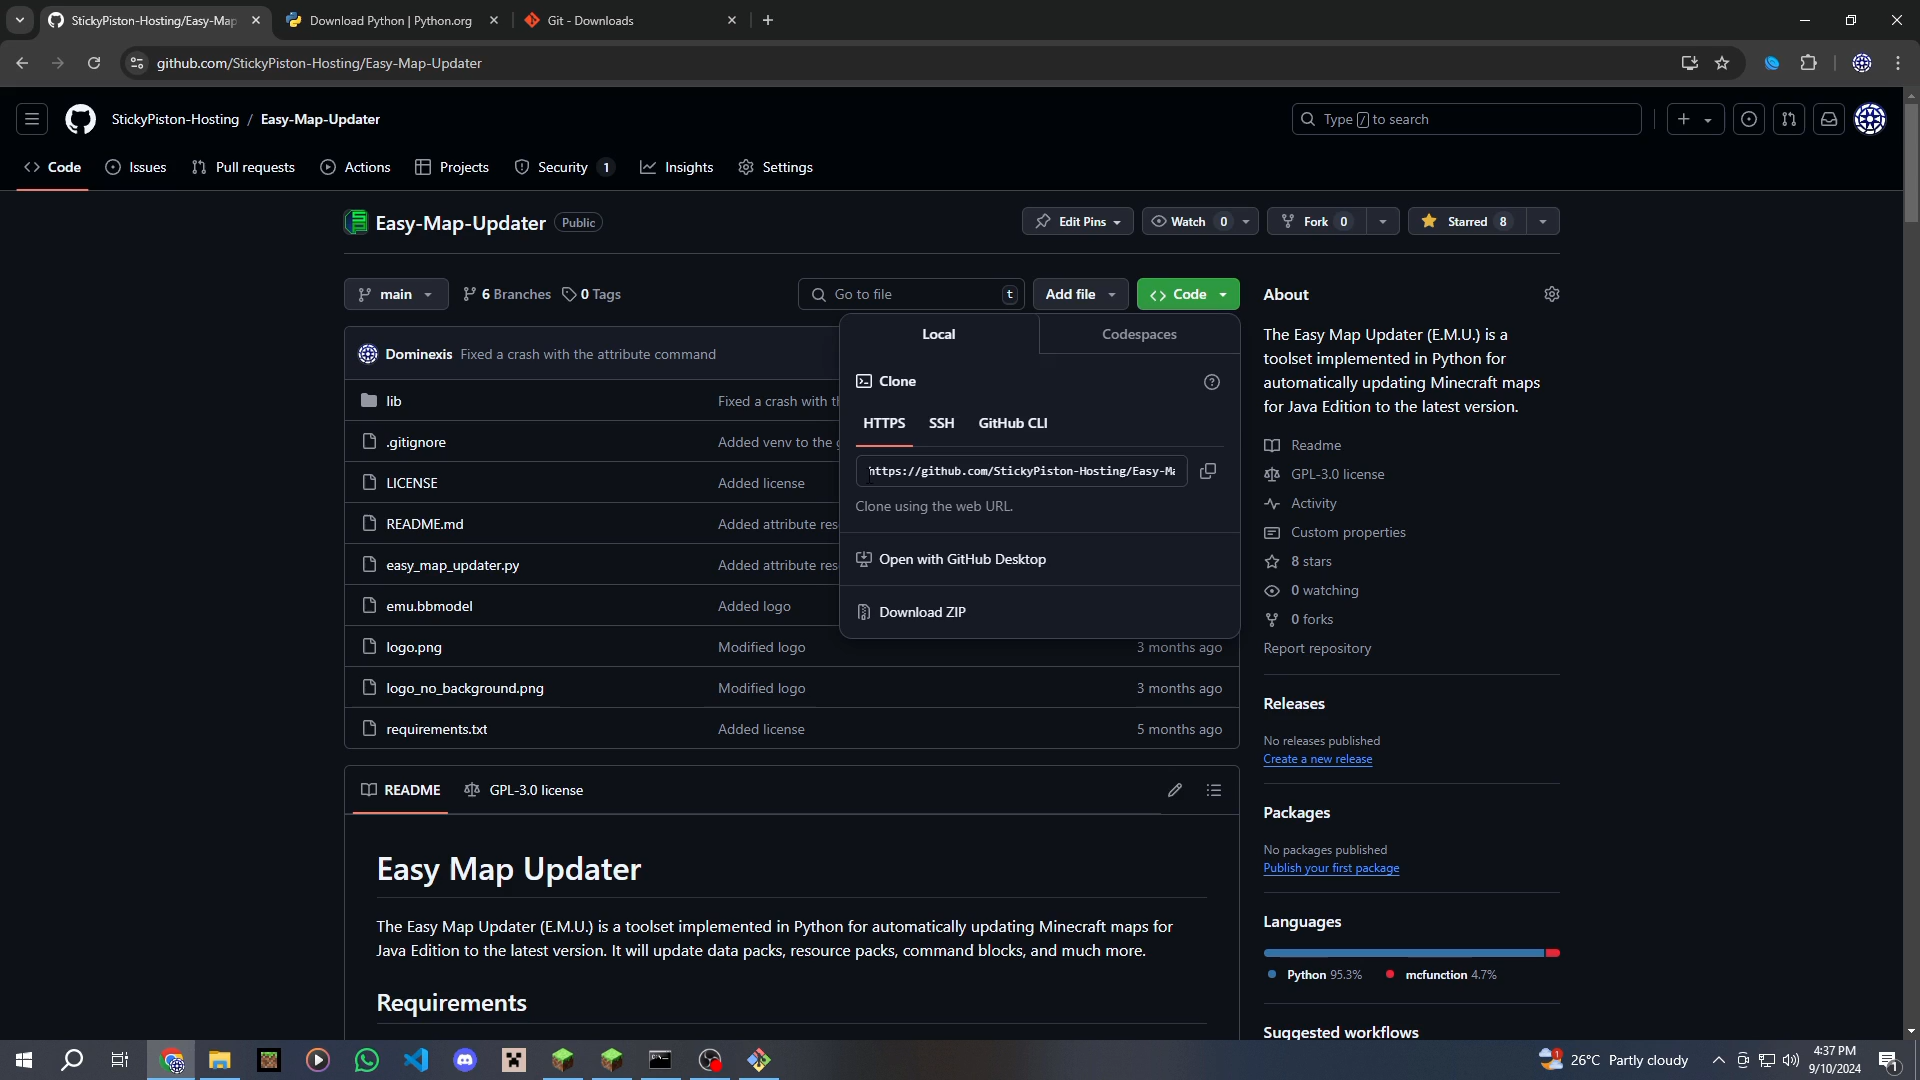 StickyPiston-Hosting/Easy-Map
Download Python | Python.org
Git - Downloads
github.com/StickyPiston-Hosting/Easy-Map-Updater
StickyPiston-Hosting / Easy-Map-Updater
Type / to search
Code
Issues
Pull requests
Actions
Projects
Security 1
Insights
Settings
Easy-Map-Updater Public
Edit Pins
Watch 0
Fork 0
Starred 8
main
6 Branches
0 Tags
Go to file t
Add file
Code
Dominexis Fixed a crash with the attribute command
lib Fixed a crash with
.gitignore Added venv to the
LICENSE Added license
README.md Added attribute
easy_map_updater.py Added attribute
emu.bbmodel Added logo
logo.png Modified logo 3 months ago
logo_no_background.png Modified logo 3 months ago
requirements.txt Added license 5 months ago
Local
Codespaces
Clone
HTTPS SSH GitHub CLI
https://github.com/StickyPiston-Hosting/Easy-Ma
Clone using the web URL.
Open with GitHub Desktop
Download ZIP
README
GPL-3.0 license
Easy Map Updater
The Easy Map Updater (E.M.U.) is a toolset implemented in Python for automatically updating Minecraft maps for
Java Edition to the latest version. It will update data packs, resource packs, command blocks, and much more.
Requirements
About
The Easy Map Updater (E.M.U.) is a
toolset implemented in Python for
automatically updating Minecraft maps
for Java Edition to the latest version.
Readme
GPL-3.0 license
Activity
Custom properties
8 stars
0 watching
0 forks
Report repository
Releases
No releases published
Create a new release
Packages
No packages published
Publish your first package
Languages
Python 95.3% mcfunction 4.7%
Suggested workflows
1
26°C Partly cloudy
4:37 PM
9/10/2024
1